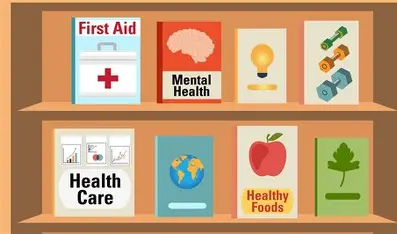 First Aid
Mental
Health
Health
Care
Healthy
Foods